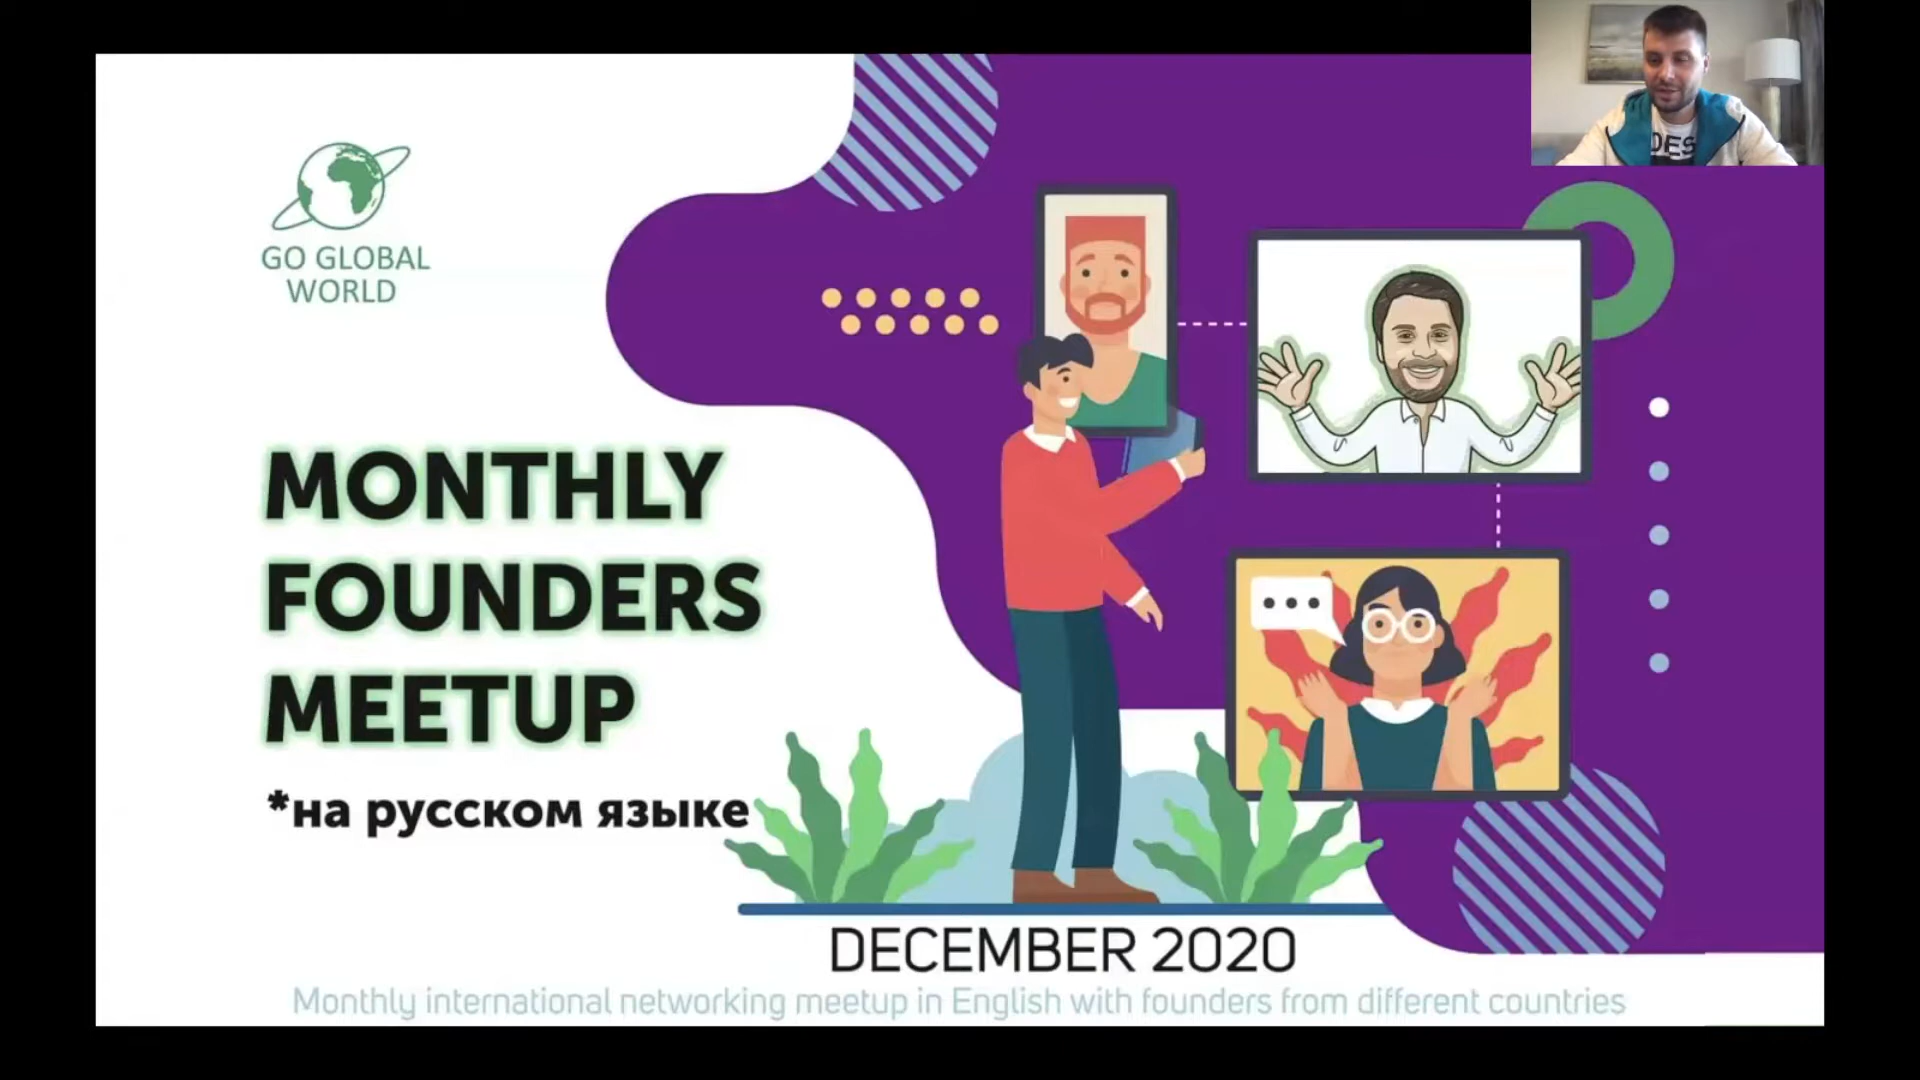 GO GLOBAL
WORLD
MONTHLY
FOUNDERS
MEETUP
*на русском языке
DECEMBER 2020
Monthly international networking meetup in English with founders from different countries
DES